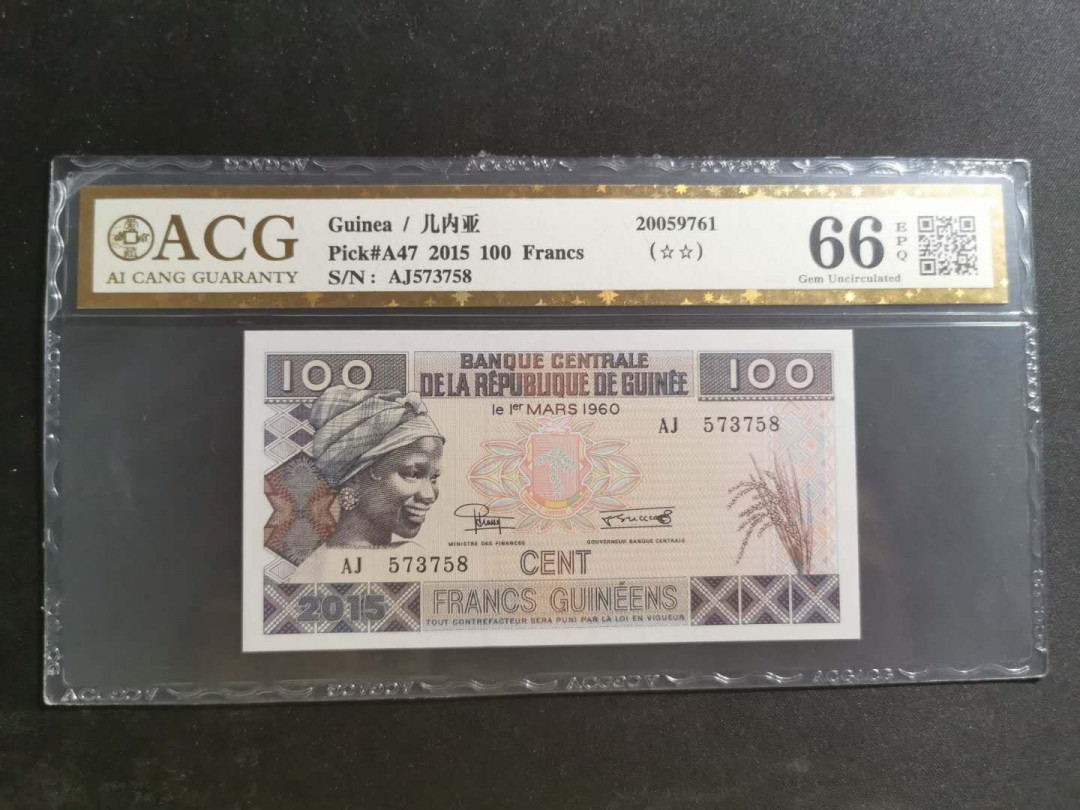 ACG
AI CANG GUARANTY
Guinea / 几内亚
Pick#A47 2015 100 Francs
S/N: AJ573758
20059761
(☆☆)
66
EPQ
Gem Uncirculated
100
BANQUE CENTRALE
DE LA RÉPUBLIQUE DE GUINÉE
100
le 1er MARS 1960
AJ 573758
MINISTRE DES FINANCES
GOUVERNEUR BANQUE CENTRALE
AJ 573758
CENT
2015
FRANCS GUINÉENS
TOUT CONTREFACTEUR SERA PUNI PAR LA LOI EN VIGUEUR